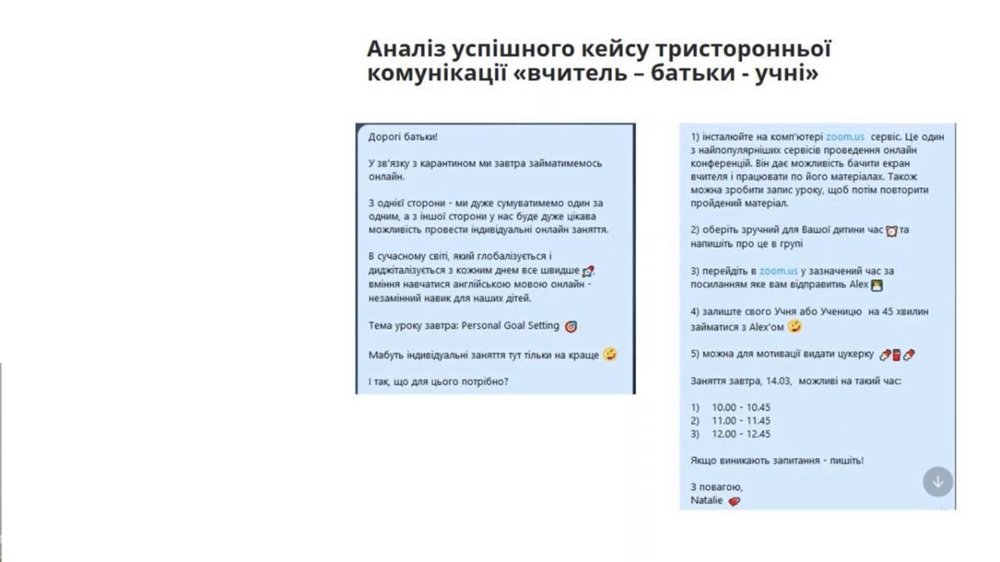 Аналіз успішного кейсу тристоронньої
комунікації «вчитель – батьки - учні»
Дорогі батьки!
У зв'язку з карантином ми завтра займатимемось
онлайн.
З однієї сторони - ми дуже сумуватимемо один за
одним, а з іншої сторони у нас буде дуже цікава
можливість провести індивідуальні онлайн заняття.
В сучасному світі, який глобалізується і
диджіталізується з кожним днем все швидше 🚀,
вміння навчатися англійською мовою онлайн -
незамінний навик для наших дітей.
Тема уроку завтра: Personal Goal Setting 🎯
Мабуть індивідуальні заняття тут тільки на краще 😉
І так, що для цього потрібно?
1) інсталюйте на комп'ютері zoom.us сервіс. Це один
з найпопулярніших сервісів проведення онлайн
конференцій. Він дає можливість бачити екран
вчителя і працювати по його матеріалах. Також
можна зробити запис уроку, щоб потім повторити
пройдений матеріал.
2) оберіть зручний для Вашої дитини час ⏰ та
напишіть про це в групі
3) перейдіть в zoom.us у зазначений час за
посиланням яке вам відправить Alex
4) залиште свого Учня або Ученицю на 45 хвилин
займатися з Alex'ом
5) можна для мотивації видати цукерку
Заняття завтра, 14.03, можливі на такий час:
1) 10.00 - 10.45
2) 11.00 - 11.45
3) 12.00 - 12.45
Якщо виникають запитання - пишіть!
З повагою,
Natalie